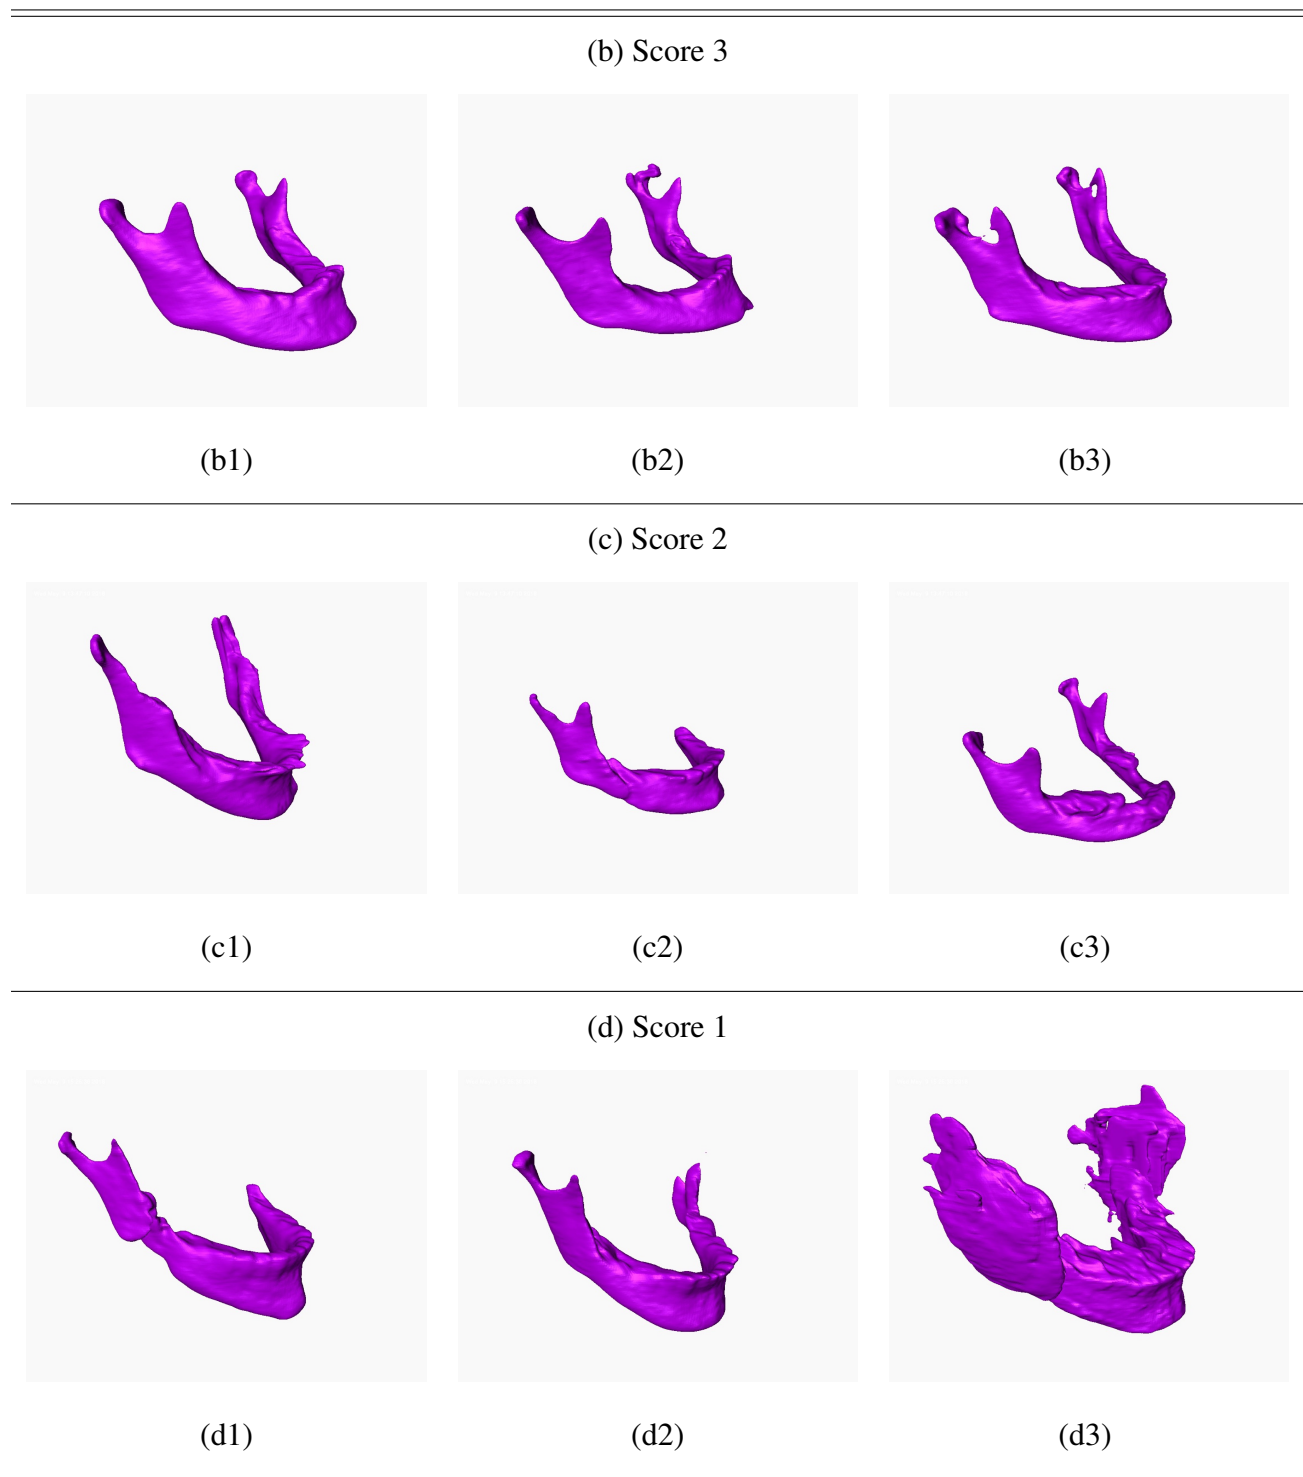 (b) Score 3
(b1) (b2) (b3)
(c) Score 2
(c1) (c2) (c3)
(d) Score 1
(d1) (d2) (d3)